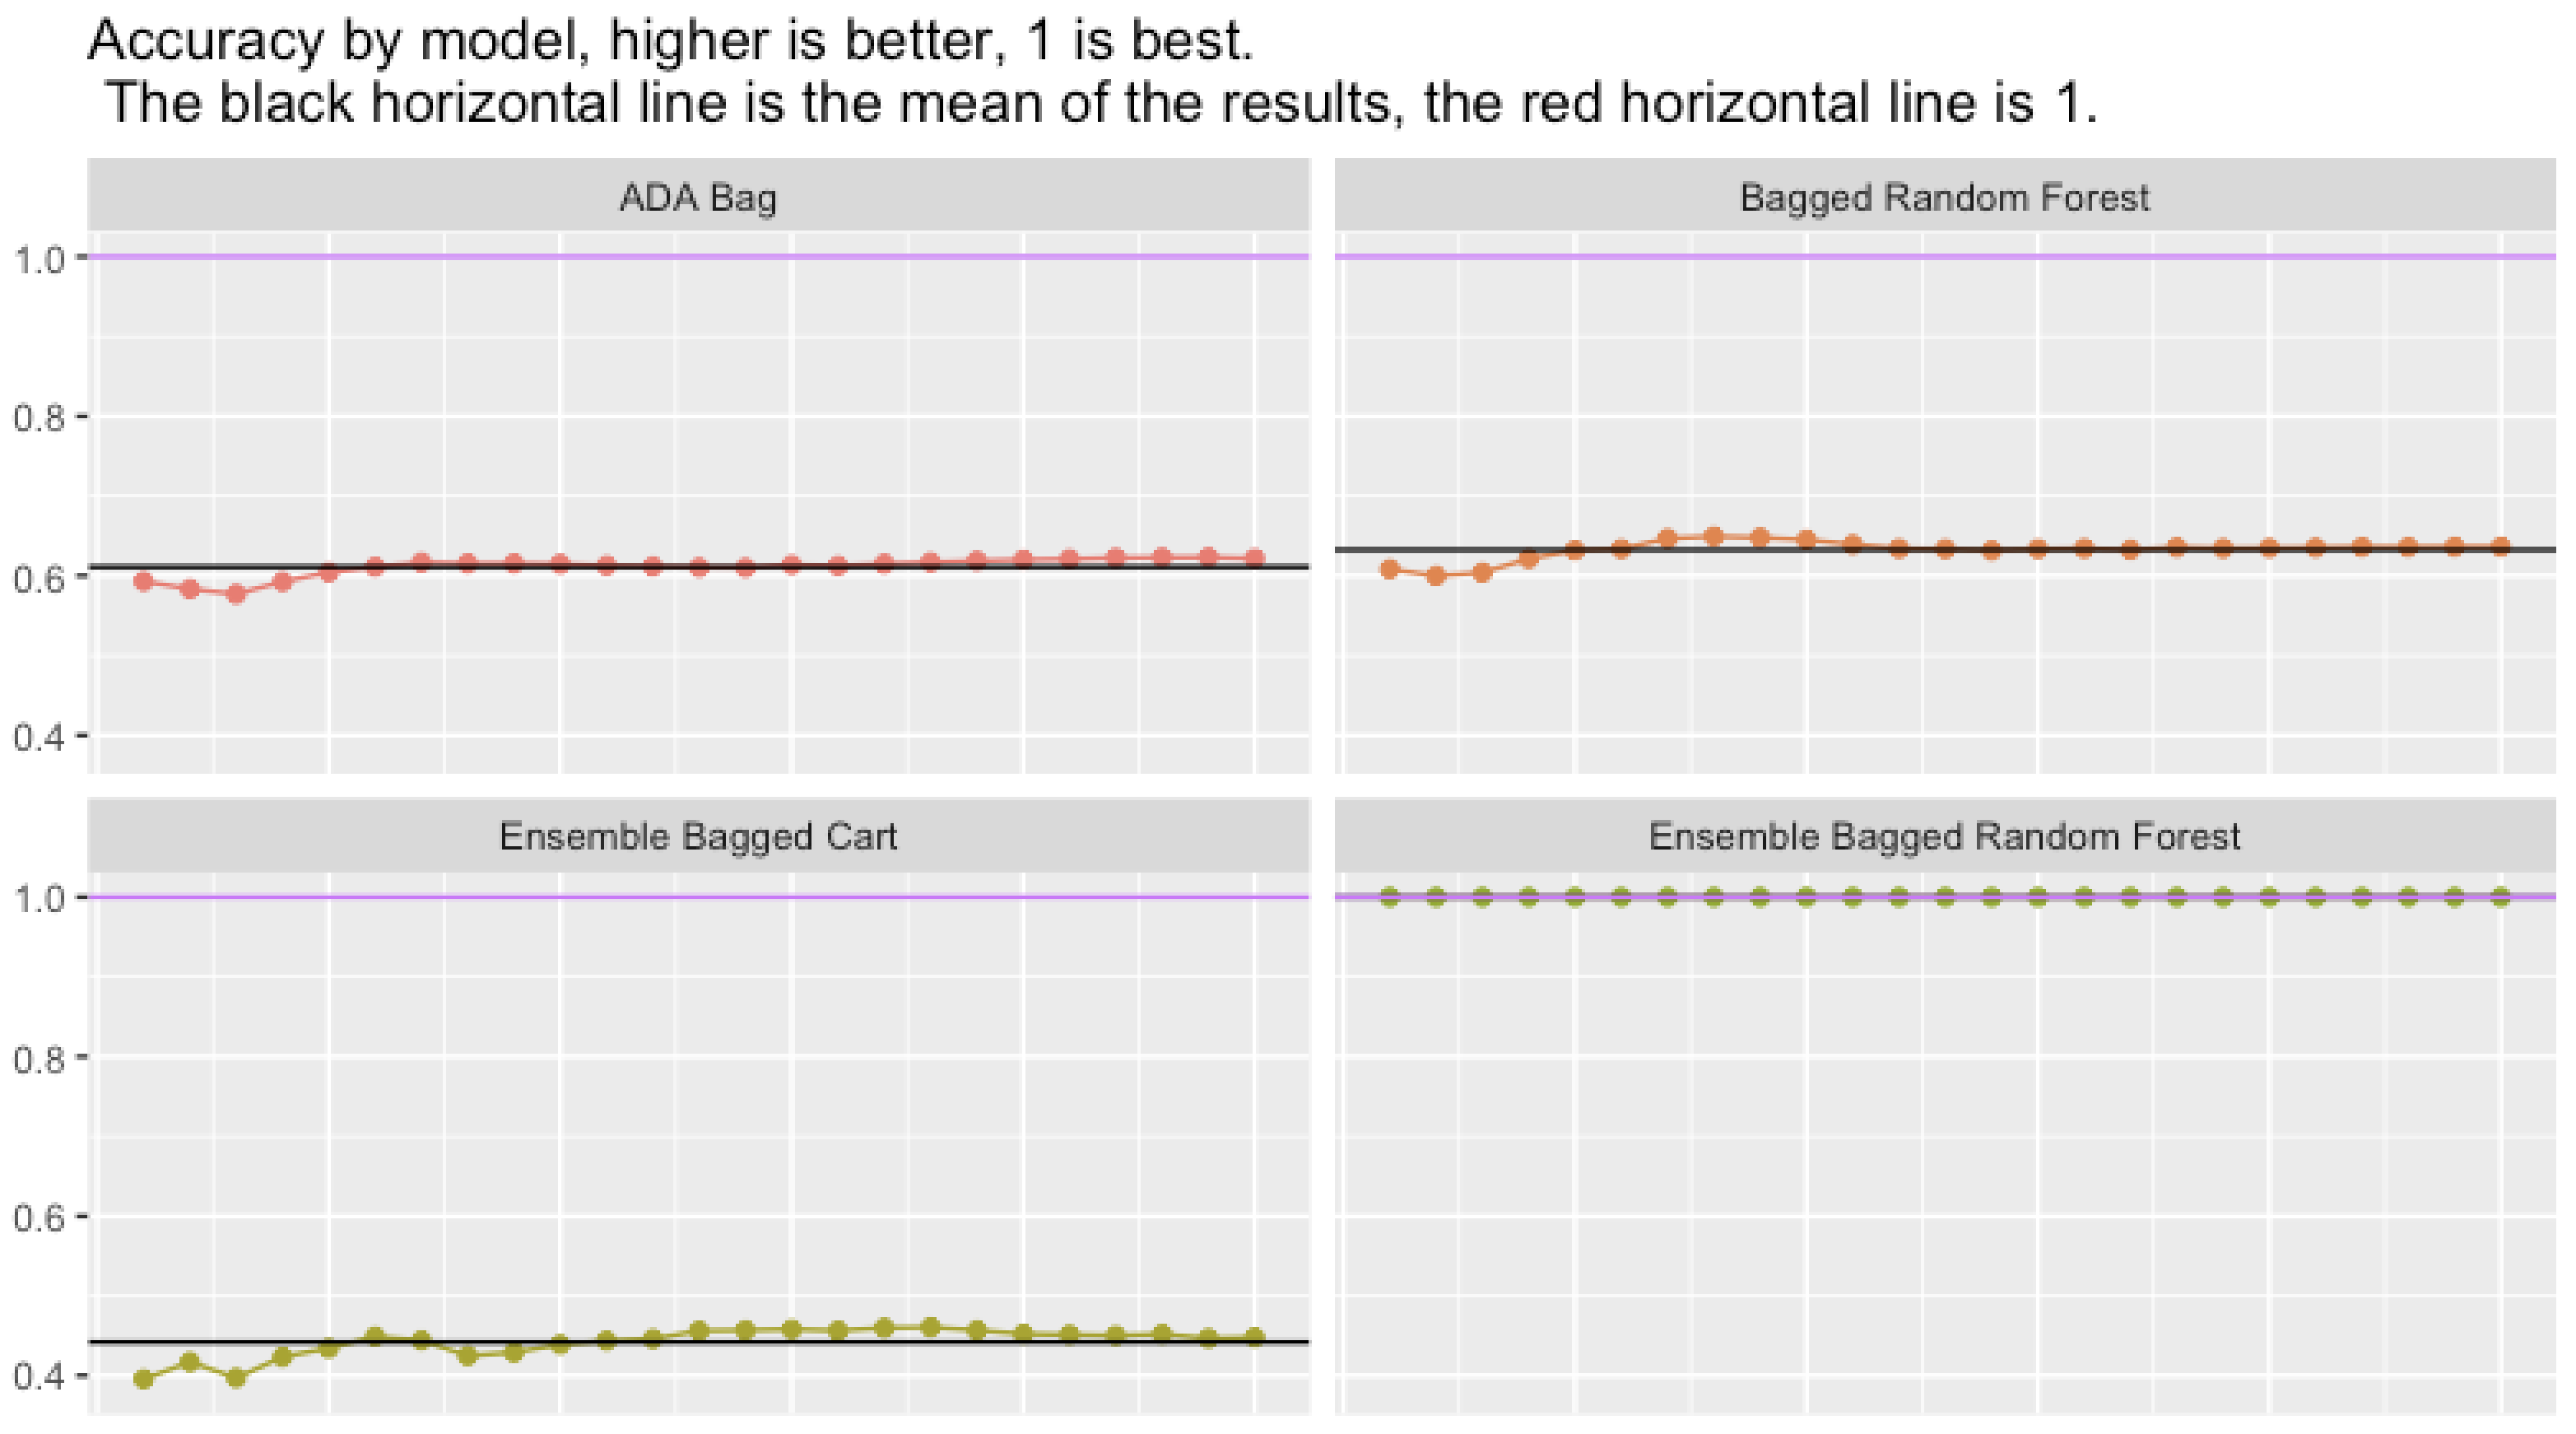 Accuracy by model, higher is better, 1 is best.
The black horizontal line is the mean of the results, the red horizontal line is 1.
ADA Bag
Bagged Random Forest
1.0
0.8
0.6
0.4
Ensemble Bagged Cart
Ensemble Bagged Random Forest
1.0
0.8
0.6
0.4